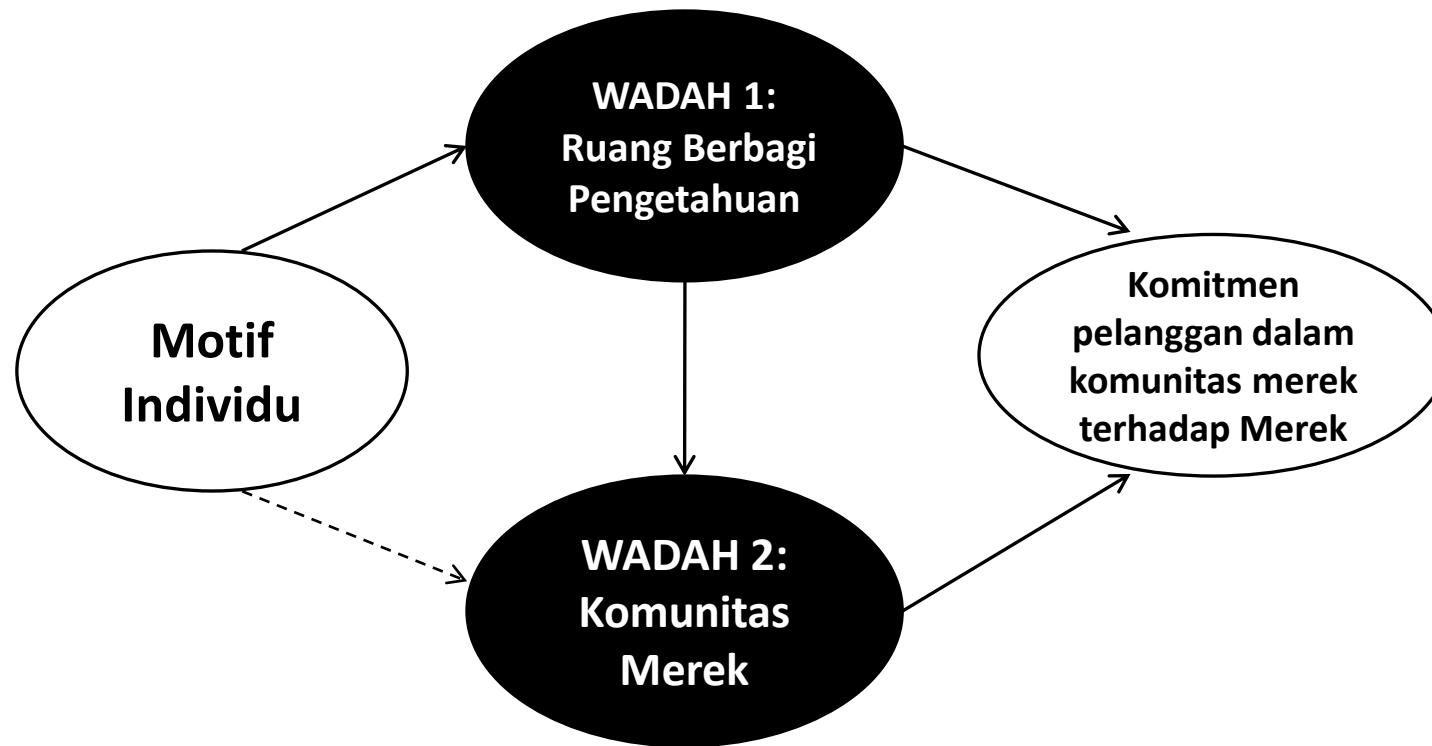 WADAH 1:
Ruang Berbagi
Pengetahuan
Motif
Individu
Komitmen
pelanggan dalam
komunitas merek
terhadap Merek
WADAH 2:
Komunitas
Merek